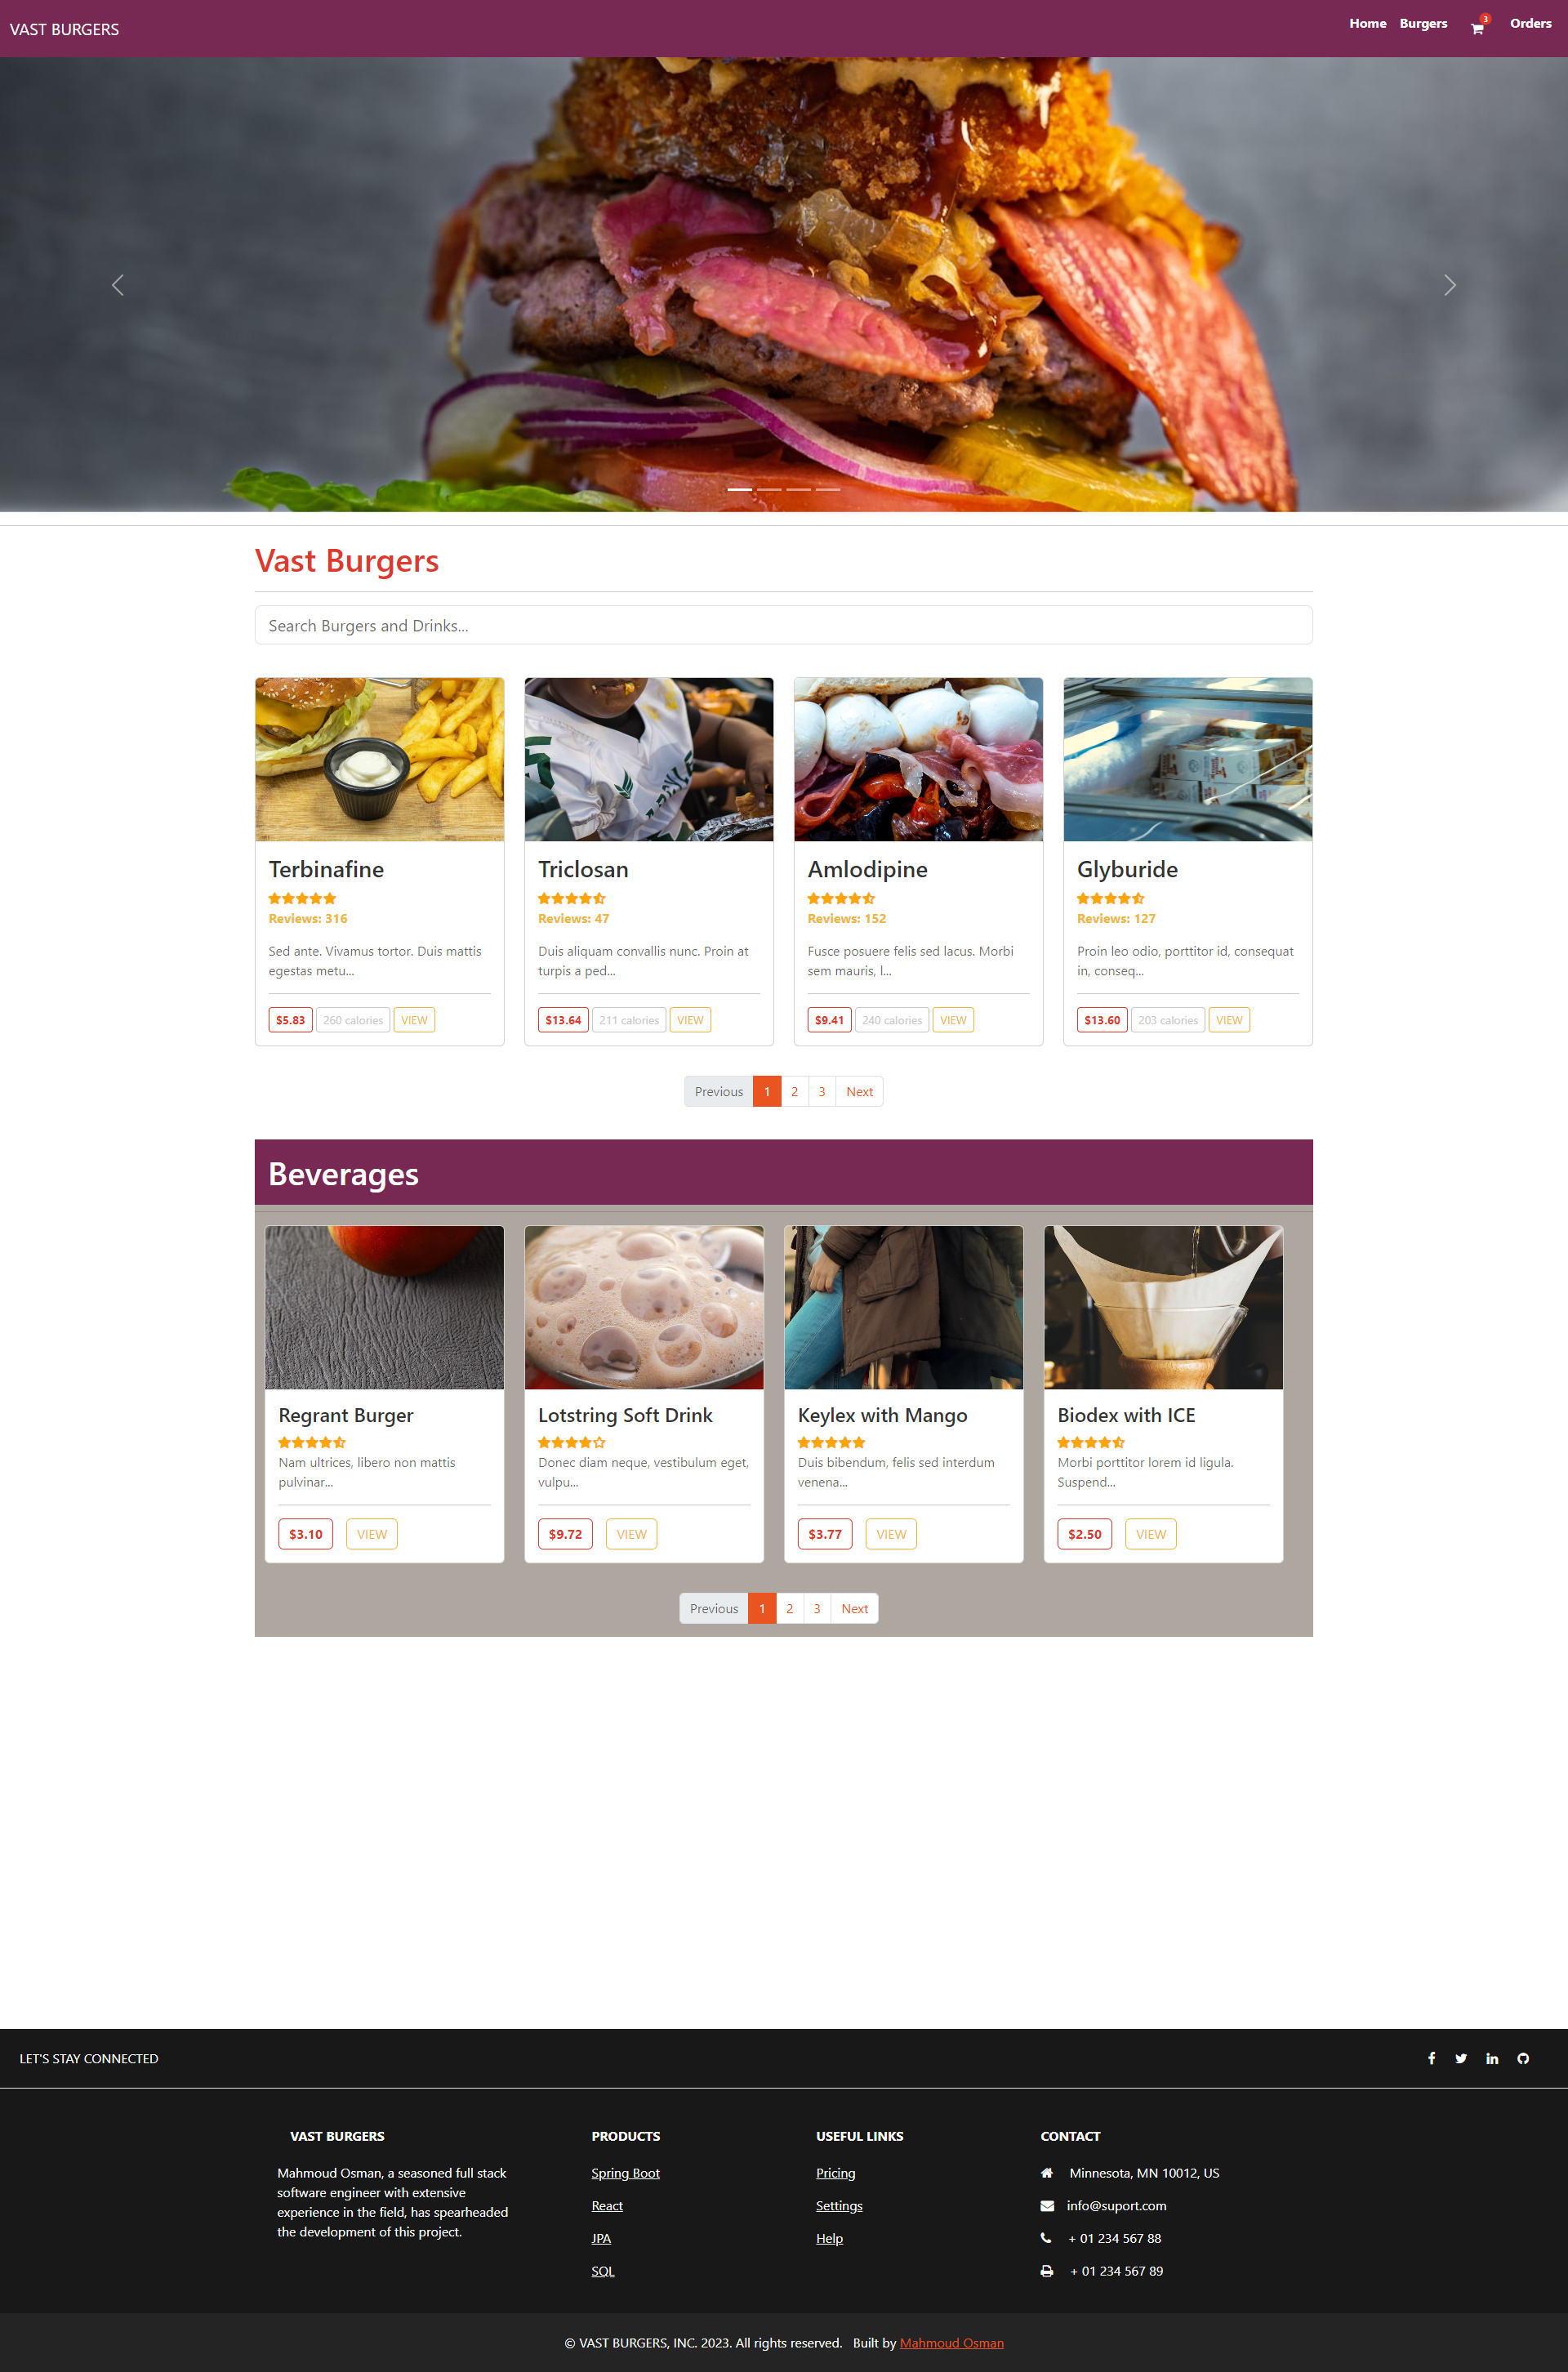 VAST BURGERS
Home Burgers 3 Orders
Vast Burgers
Search Burgers and Drinks...
Terbinafine
Reviews: 316
Sed ante. Vivamus tortor. Duis mattis
egestas metu...
$5.83 260 calories VIEW
Triclosan
Reviews: 47
Duis aliquam convallis nunc. Proin at
turpis a ped...
$13.64 211 calories VIEW
Amlodipine
Reviews: 152
Fusce posuere felis sed lacus. Morbi
sem mauris, l...
$9.41 240 calories VIEW
Glyburide
Reviews: 127
Proin leo odio, porttitor id, consequat
in, conseq...
$13.60 203 calories VIEW
Previous 1 2 3 Next
Beverages
Regrant Burger
Nam ultrices, libero non mattis
pulvinar...
$3.10 VIEW
Lotstring Soft Drink
Donec diam neque, vestibulum eget,
vulpu...
$9.72 VIEW
Keylex with Mango
Duis bibendum, felis sed interdum
venena...
$3.77 VIEW
Biodex with ICE
Morbi porttitor lorem id ligula.
Suspend...
$2.50 VIEW
Previous 1 2 3 Next
LET'S STAY CONNECTED
VAST BURGERS
Mahmoud Osman, a seasoned full stack
software engineer with extensive
experience in the field, has spearheaded
the development of this project.
PRODUCTS
Spring Boot
React
JPA
SQL
USEFUL LINKS
Pricing
Settings
Help
CONTACT
Minnesota, MN 10012, US
info@suport.com
+ 01 234 567 88
+ 01 234 567 89
© VAST BURGERS, INC. 2023. All rights reserved. Built by Mahmoud Osman